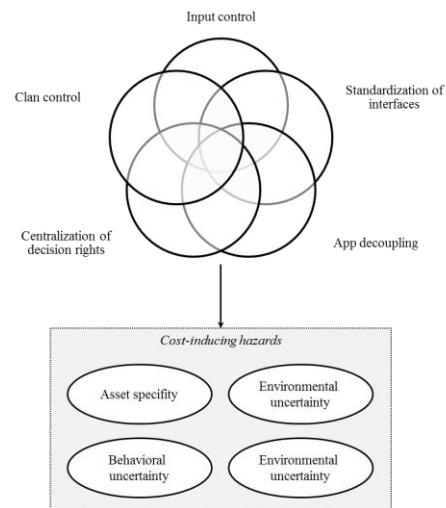 Input control
Clan control
Standardization of
interfaces
Centralization of
decision rights
App decoupling
Cost-inducing hazards
Asset specifity
Environmental
uncertainty
Behavioral
uncertainty
Environmental
uncertainty